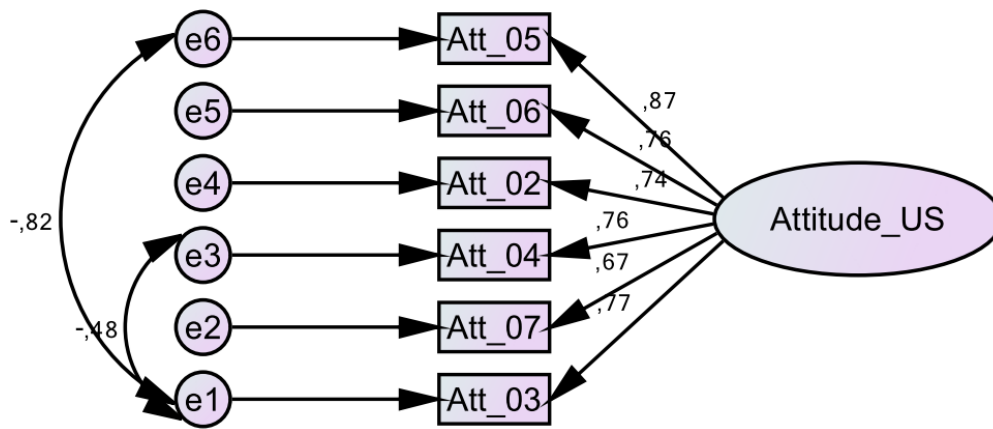 e6
Att_05
,87
e5
Att_06
,76
e4
Att_02
,74
-,82
Attitude_US
,76
e3
Att_04
,67
-,48
e2
Att_07
,77
e1
Att_03